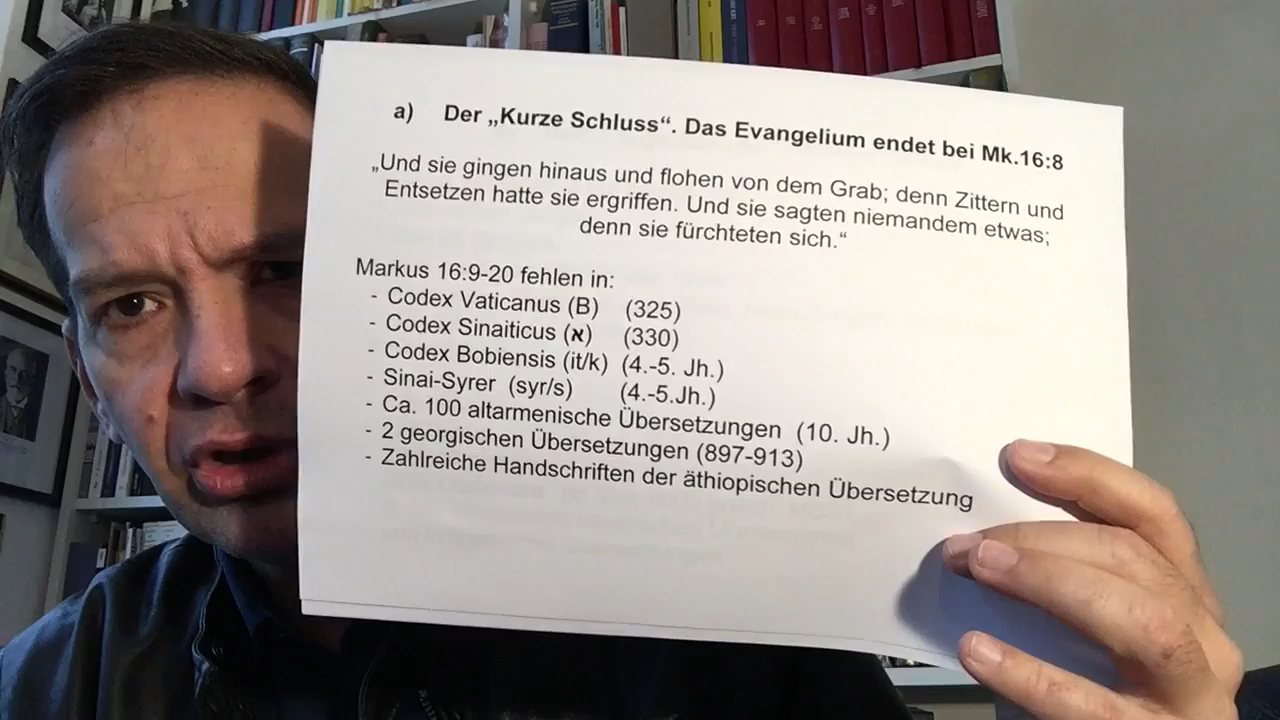 a) Der „Kurze Schluss“. Das Evangelium endet bei Mk.16:8
„Und sie gingen hinaus und flohen von dem Grab; denn Zittern und
Entsetzen hatte sie ergriffen. Und sie sagten niemandem etwas;
denn sie fürchteten sich.“
Markus 16:9-20 fehlen in:
- Codex Vaticanus (B) (325)
- Codex Sinaiticus (א) (330)
- Codex Bobiensis (it/k) (4.-5. Jh.)
- Sinai-Syrer (syr/s) (4.-5.Jh.)
- Ca. 100 altarmenische Übersetzungen (10. Jh.)
- 2 georgischen Übersetzungen (897-913)
- Zahlreiche Handschriften der äthiopischen Übersetzung